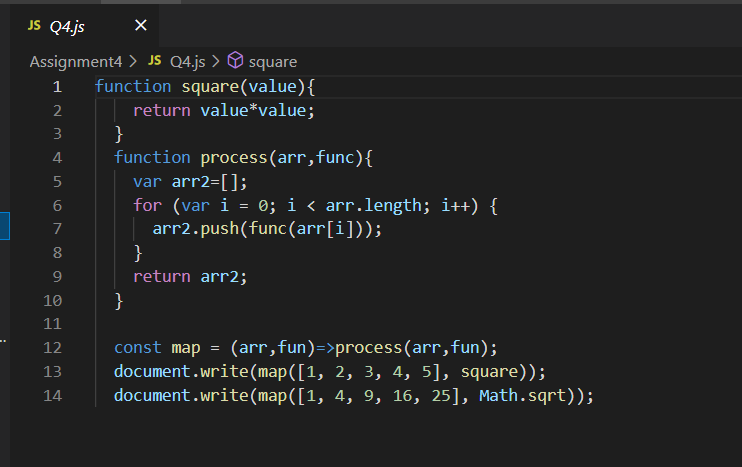 JS Q4.js ×
Assignment4 > JS Q4.js > square
1 function square(value){
2 return value*value;
3 }
4 function process(arr,func){
5 var arr2=[];
6 for (var i = 0; i < arr.length; i++) {
7 arr2.push(func(arr[i]));
8 }
9 return arr2;
10 }
11
12 const map = (arr,fun)=>process(arr,fun);
13 document.write(map([1, 2, 3, 4, 5], square));
14 document.write(map([1, 4, 9, 16, 25], Math.sqrt));